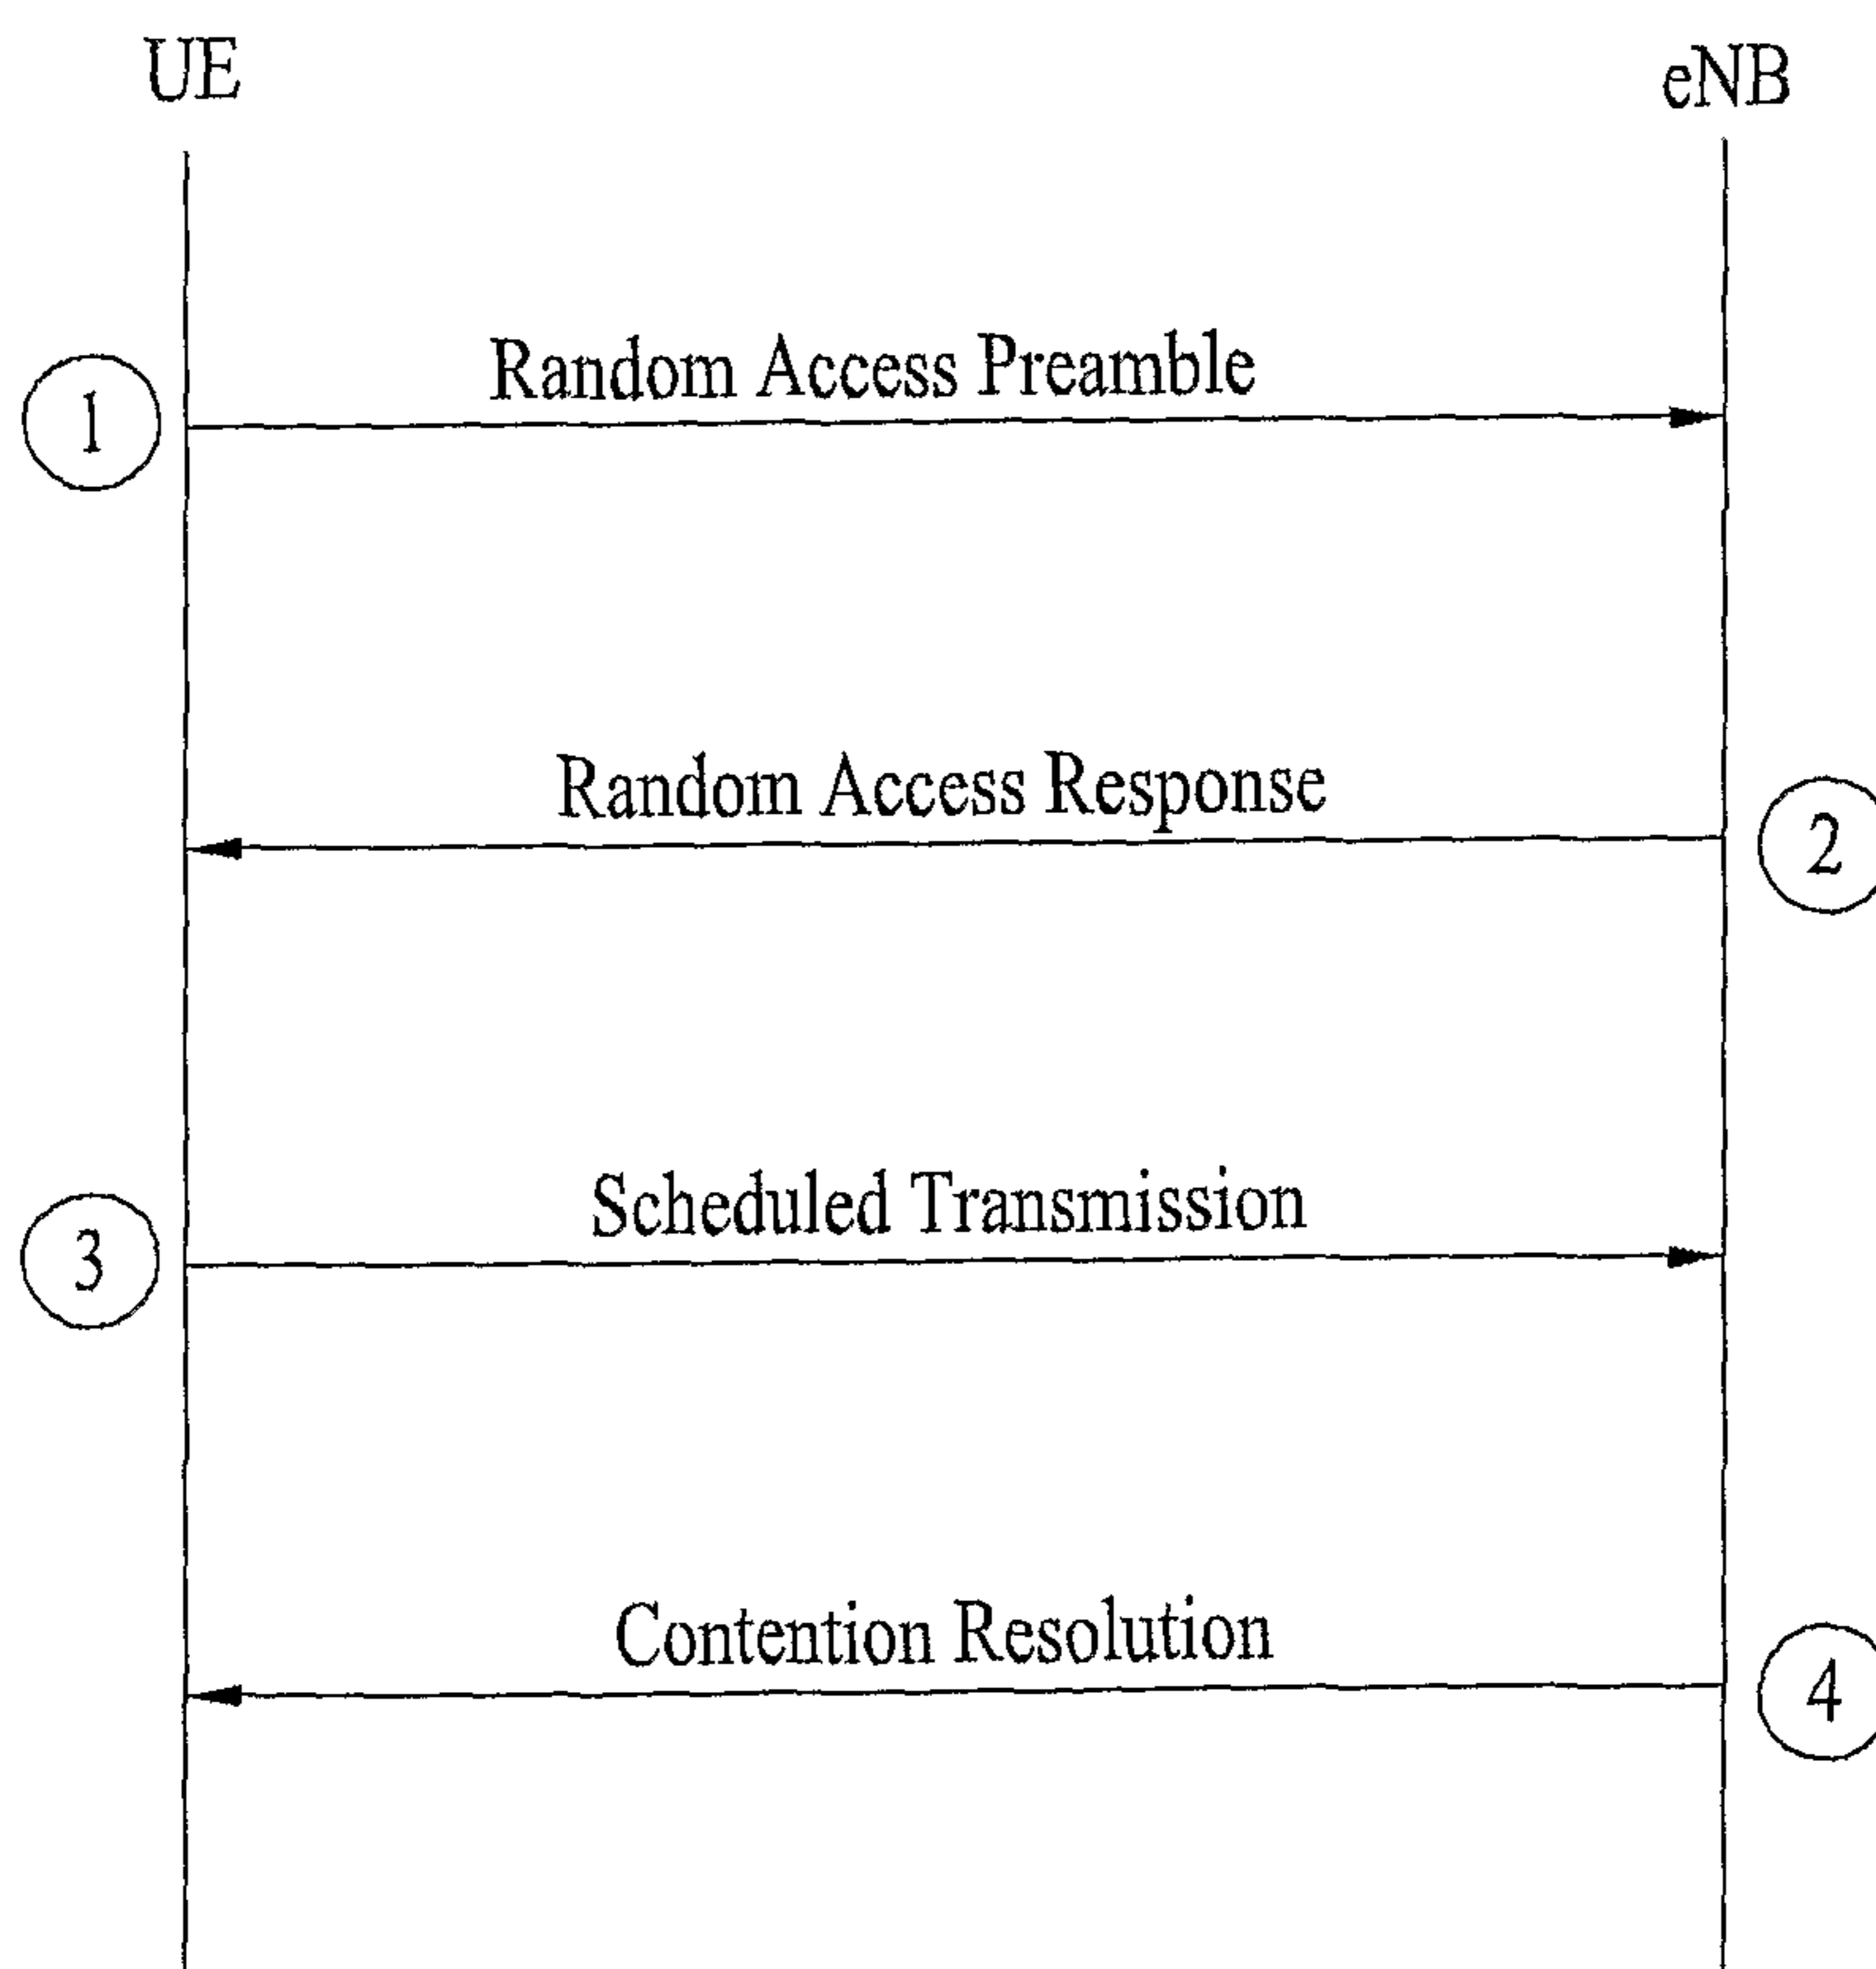 UE
eNB
Random Access Preamble
1
Random Access Response
2
Scheduled Transmission
3
Contention Resolution
4